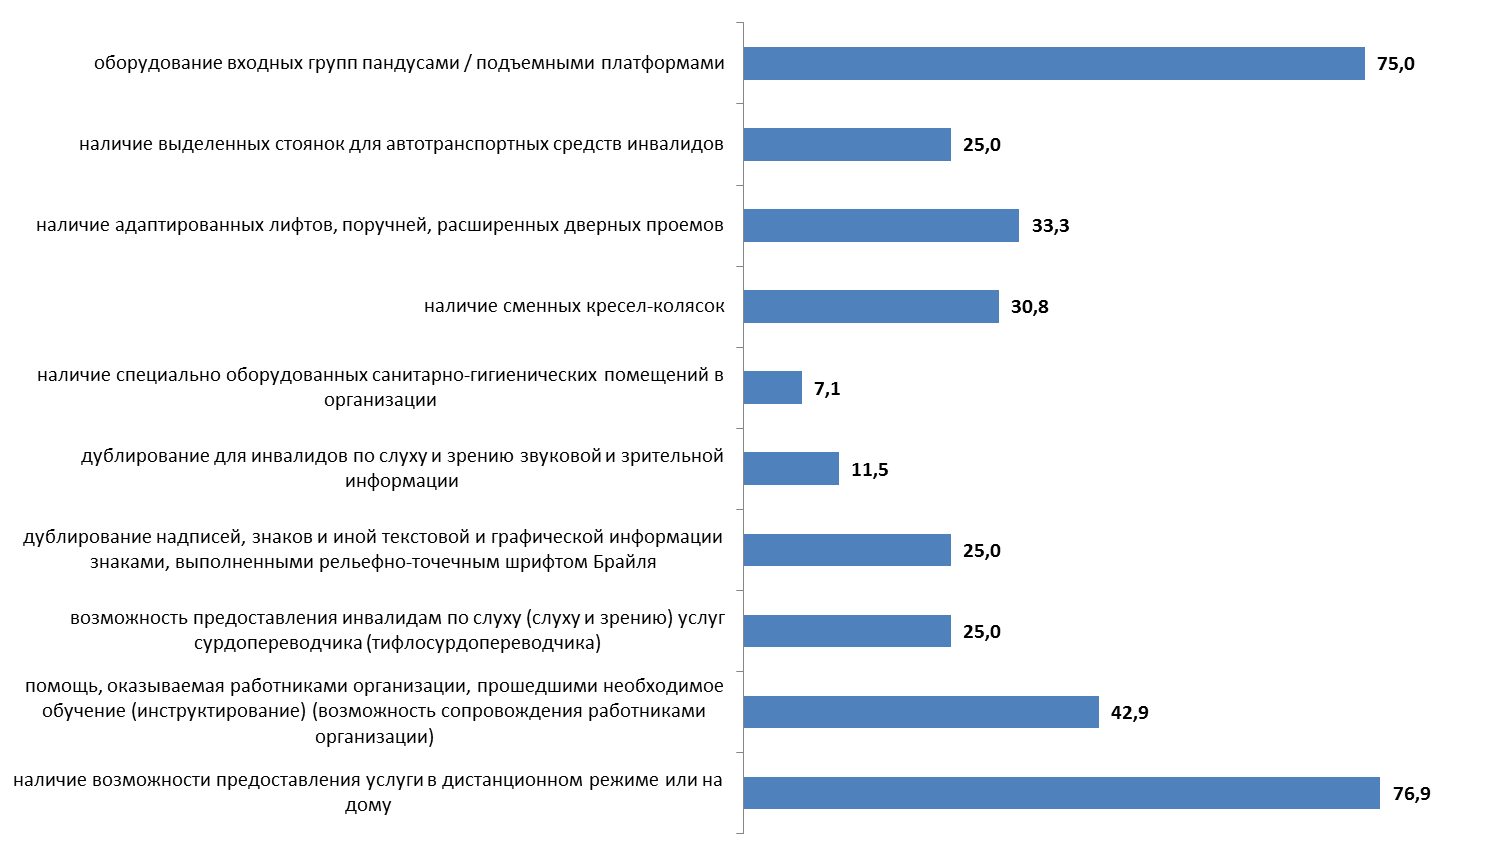 оборудование входных групп пандусами / подъемными платформами
75,0
наличие выделенных стоянок для автотранспортных средств инвалидов
25,0
наличие адаптированных лифтов, поручней, расширенных дверных проемов
33,3
наличие сменных кресел-колясок
30,8
наличие специально оборудованных санитарно-гигиенических помещений в
организации
7,1
дублирование для инвалидов по слуху и зрению звуковой и зрительной
информации
11,5
дублирование надписей, знаков и иной текстовой и графической информации
знаками, выполненными рельефно-точечным шрифтом Брайля
25,0
возможность предоставления инвалидам по слуху (слуху и зрению) услуг
сурдопереводчика (тифлосурдопереводчика)
25,0
помощь, оказываемая работниками организации, прошедшими необходимое
обучение (инструктирование) (возможность сопровождения работниками
организации)
42,9
наличие возможности предоставления услуги в дистанционном режиме или на
дому
76,9